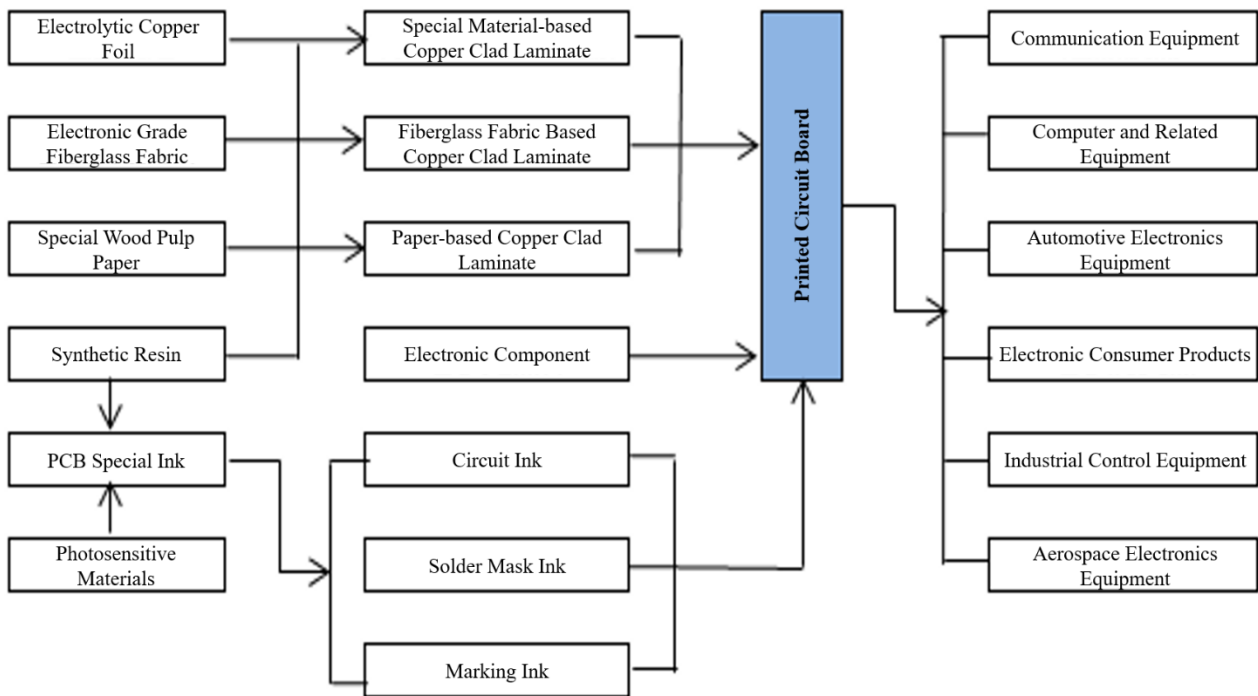 Electrolytic Copper
Foil
Special Material-based
Copper Clad Laminate
Communication Equipment
Electronic Grade
Fiberglass Fabric
Fiberglass Fabric Based
Copper Clad Laminate
Computer and Related
Equipment
Special Wood Pulp
Paper
Paper-based Copper Clad
Laminate
Printed Circuit Board
Automotive Electronics
Equipment
Synthetic Resin
Electronic Component
Electronic Consumer Products
PCB Special Ink
Circuit Ink
Industrial Control Equipment
Photosensitive
Materials
Solder Mask Ink
Aerospace Electronics
Equipment
Marking Ink